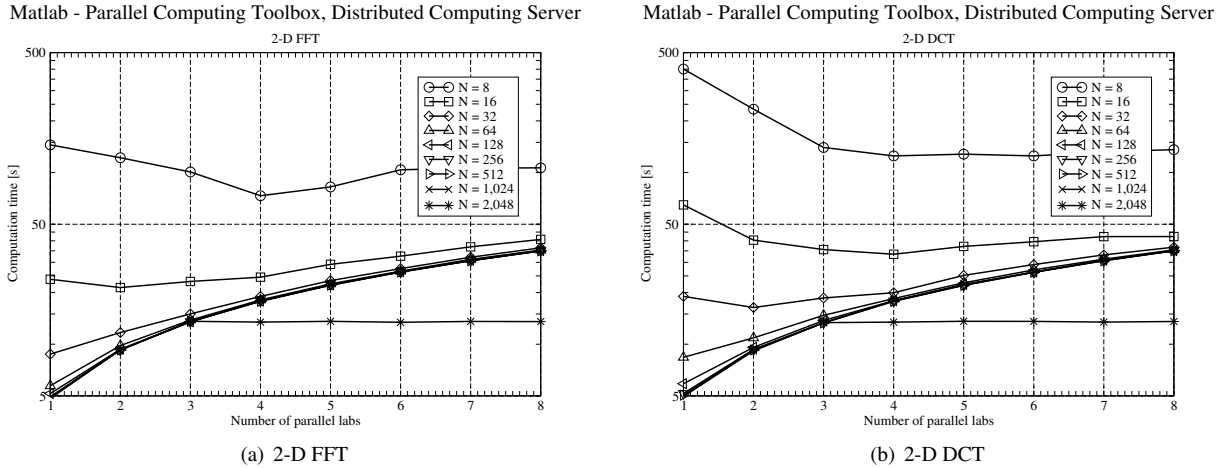 Matlab - Parallel Computing Toolbox, Distributed Computing Server
2-D FFT
500
50
5
Computation time [s]
N = 8
N = 16
N = 32
N = 64
N = 128
N = 256
N = 512
N = 1,024
N = 2,048
1 2 3 4 5 6 7 8
Number of parallel labs
(a) 2-D FFT
Matlab - Parallel Computing Toolbox, Distributed Computing Server
2-D DCT
500
50
5
Computation time [s]
N = 8
N = 16
N = 32
N = 64
N = 128
N = 256
N = 512
N = 1,024
N = 2,048
1 2 3 4 5 6 7 8
Number of parallel labs
(b) 2-D DCT